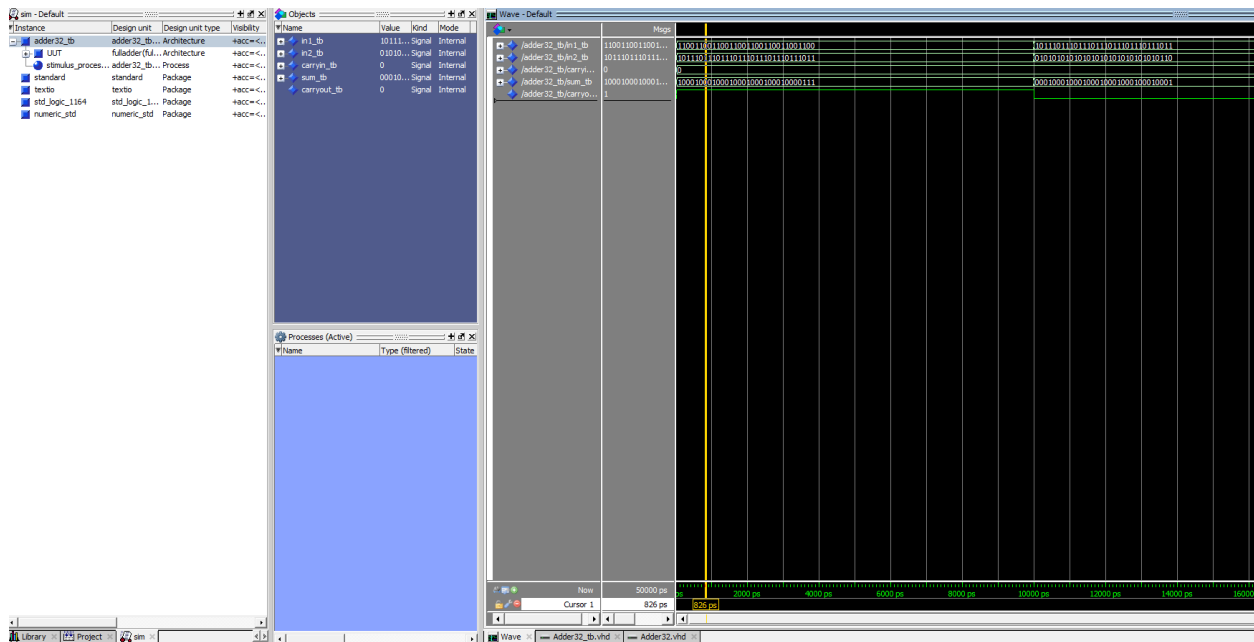 sim - Default
Instance Design unit Design unit type Visibility
adder32_tb adder32_tb... Architecture +acc=<..
UUT fulladder(ful... Architecture +acc=<..
stimulus_proces... adder32_tb... Process +acc=<..
standard standard Package +acc=<..
textio textio Package +acc=<..
std_logic_1164 std_logic_1... Package +acc=<..
numeric_std numeric_std Package +acc=<..
Library Project sim
Objects
Name Value Kind Mode
in1_tb 10111... Signal Internal
in2_tb 01010... Signal Internal
carryin_tb 0 Signal Internal
sum_tb 00010... Signal Internal
carryout_tb 0 Signal Internal
Processes (Active)
Name Type (filtered) State
Wave - Default
Msgs
/adder32_tb/in1_tb 1100110011001...
/adder32_tb/in2_tb 1011101110111...
/adder32_tb/carryi... 0 0
/adder32_tb/sum_tb 1000100010001...
/adder32_tb/carryo... 1
Now 50000 ps
Cursor 1 826 ps
ps 2000 ps 4000 ps 6000 ps 8000 ps 10000 ps 12000 ps 14000 ps 16000
826 ps
Wave Adder32_tb.vhd Adder32.vhd